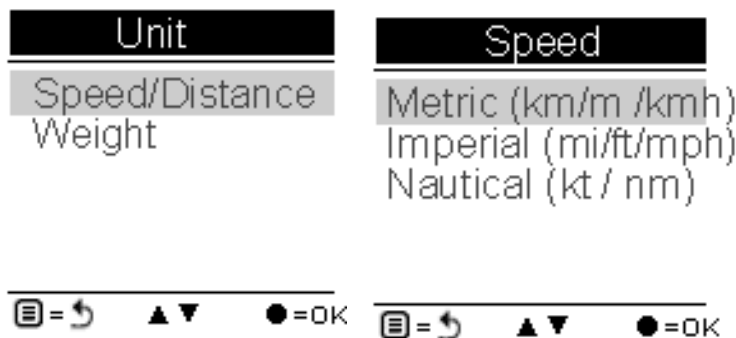 Unit
Speed/Distance
Weight
=OK
Speed
Metric (km/m /kmh)
Imperial (mi/ft/mph)
Nautical (kt / nm)
=OK